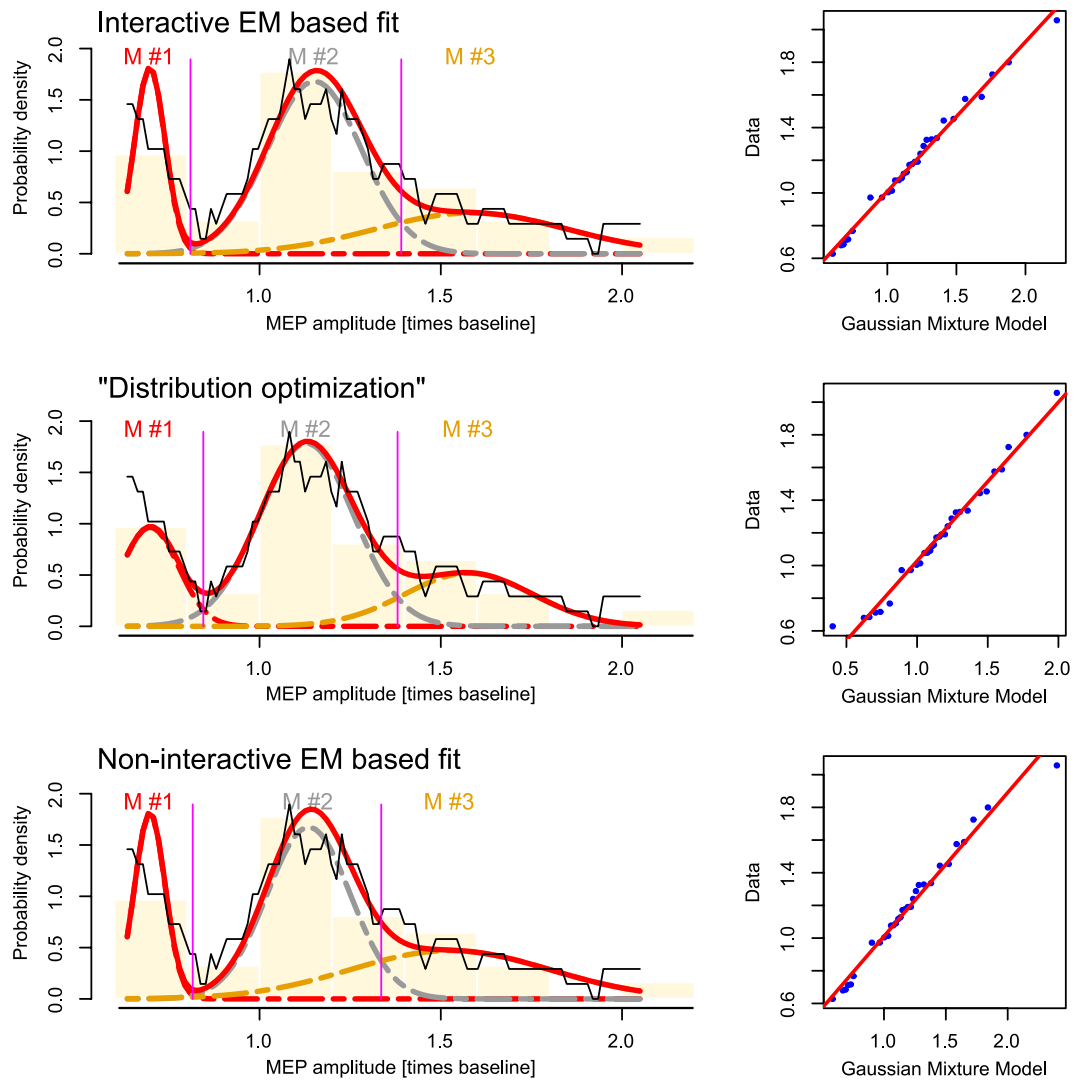 Interactive EM based fit
M #1
M #2
M #3
Probability density
0.0
0.5
1.0
1.5
2.0
1.0
1.5
2.0
MEP amplitude [times baseline]
Data
0.6
1.0
1.4
1.8
1.0
1.5
2.0
Gaussian Mixture Model
"Distribution optimization"
M #1
M #2
M #3
Probability density
0.0
0.5
1.0
1.5
2.0
1.0
1.5
2.0
MEP amplitude [times baseline]
Data
0.6
1.0
1.4
1.8
0.5
1.0
1.5
2.0
Gaussian Mixture Model
Non-interactive EM based fit
M #1
M #2
M #3
Probability density
0.0
0.5
1.0
1.5
2.0
1.0
1.5
2.0
MEP amplitude [times baseline]
Data
0.6
1.0
1.4
1.8
1.0
1.5
2.0
Gaussian Mixture Model